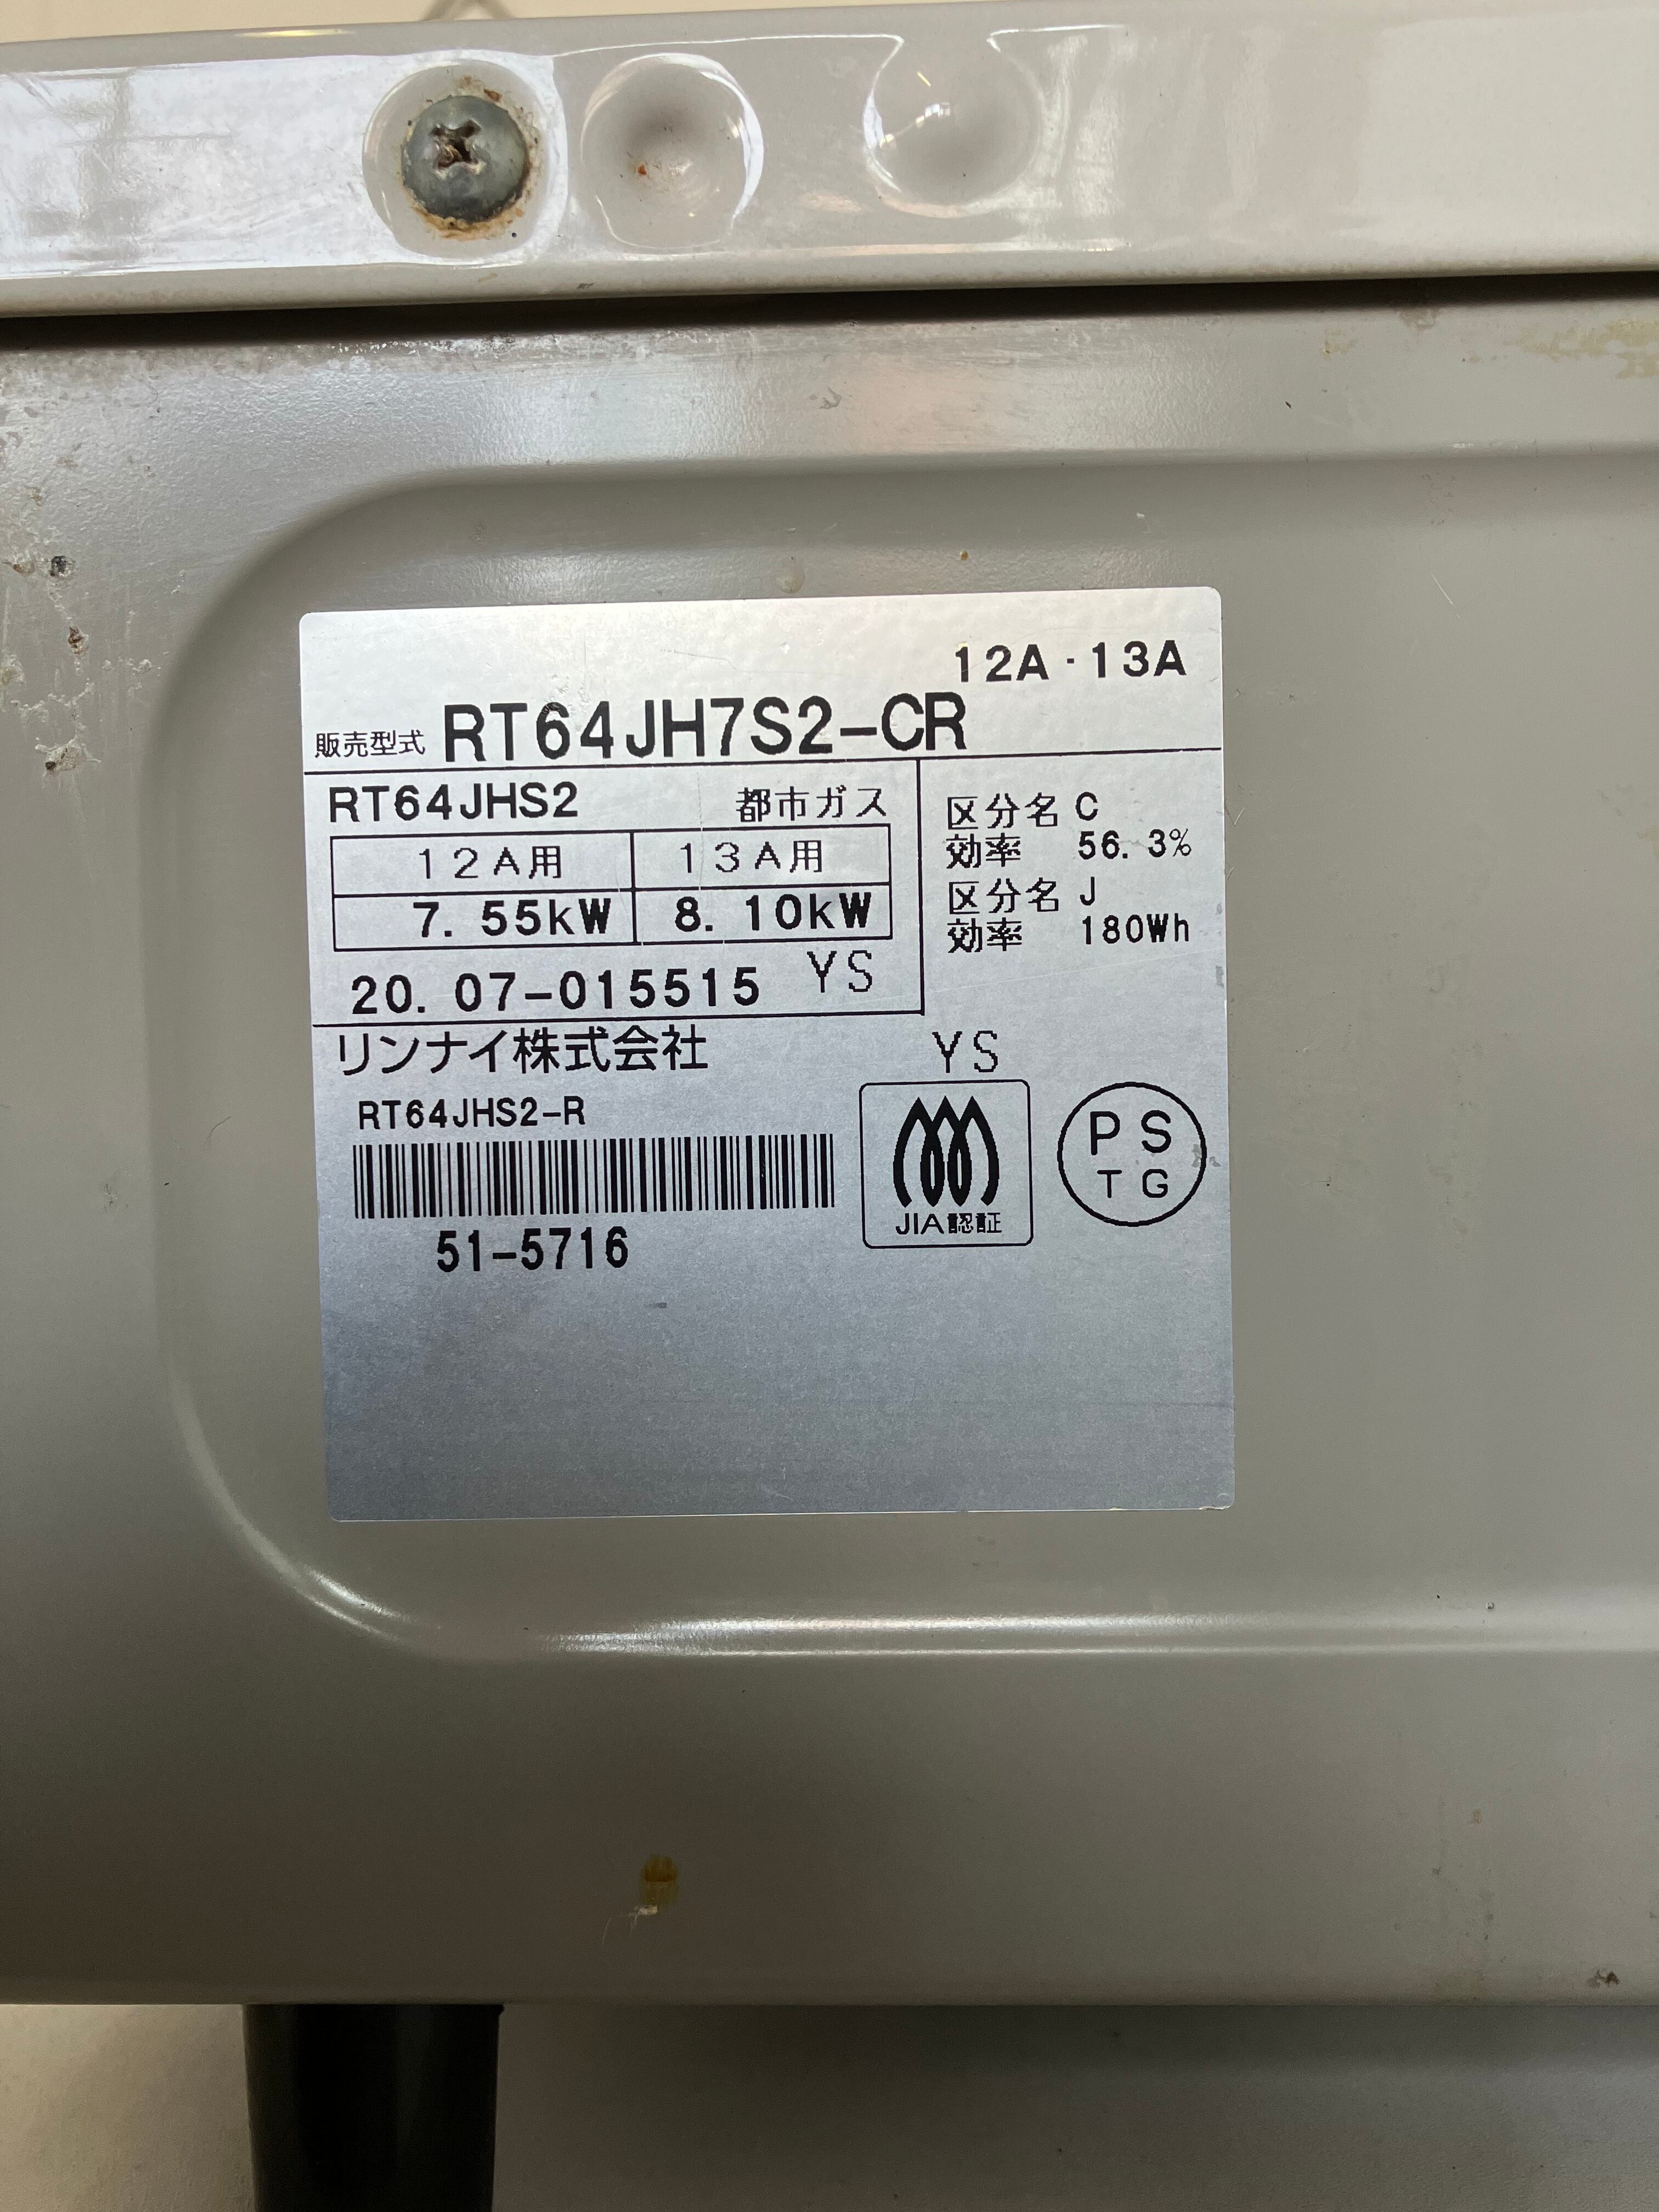 12A・13A
販売型式 RT64JH7S2-CR
RT64JHS2 都市ガス
12A用 13A用
7.55kW 8.10kW
20.07-015515 YS
区分名 C
効率 56.3%
区分名 J
効率 180Wh
リンナイ株式会社
YS
RT64JHS2-R
51-5716
JIA認証
PS
TG